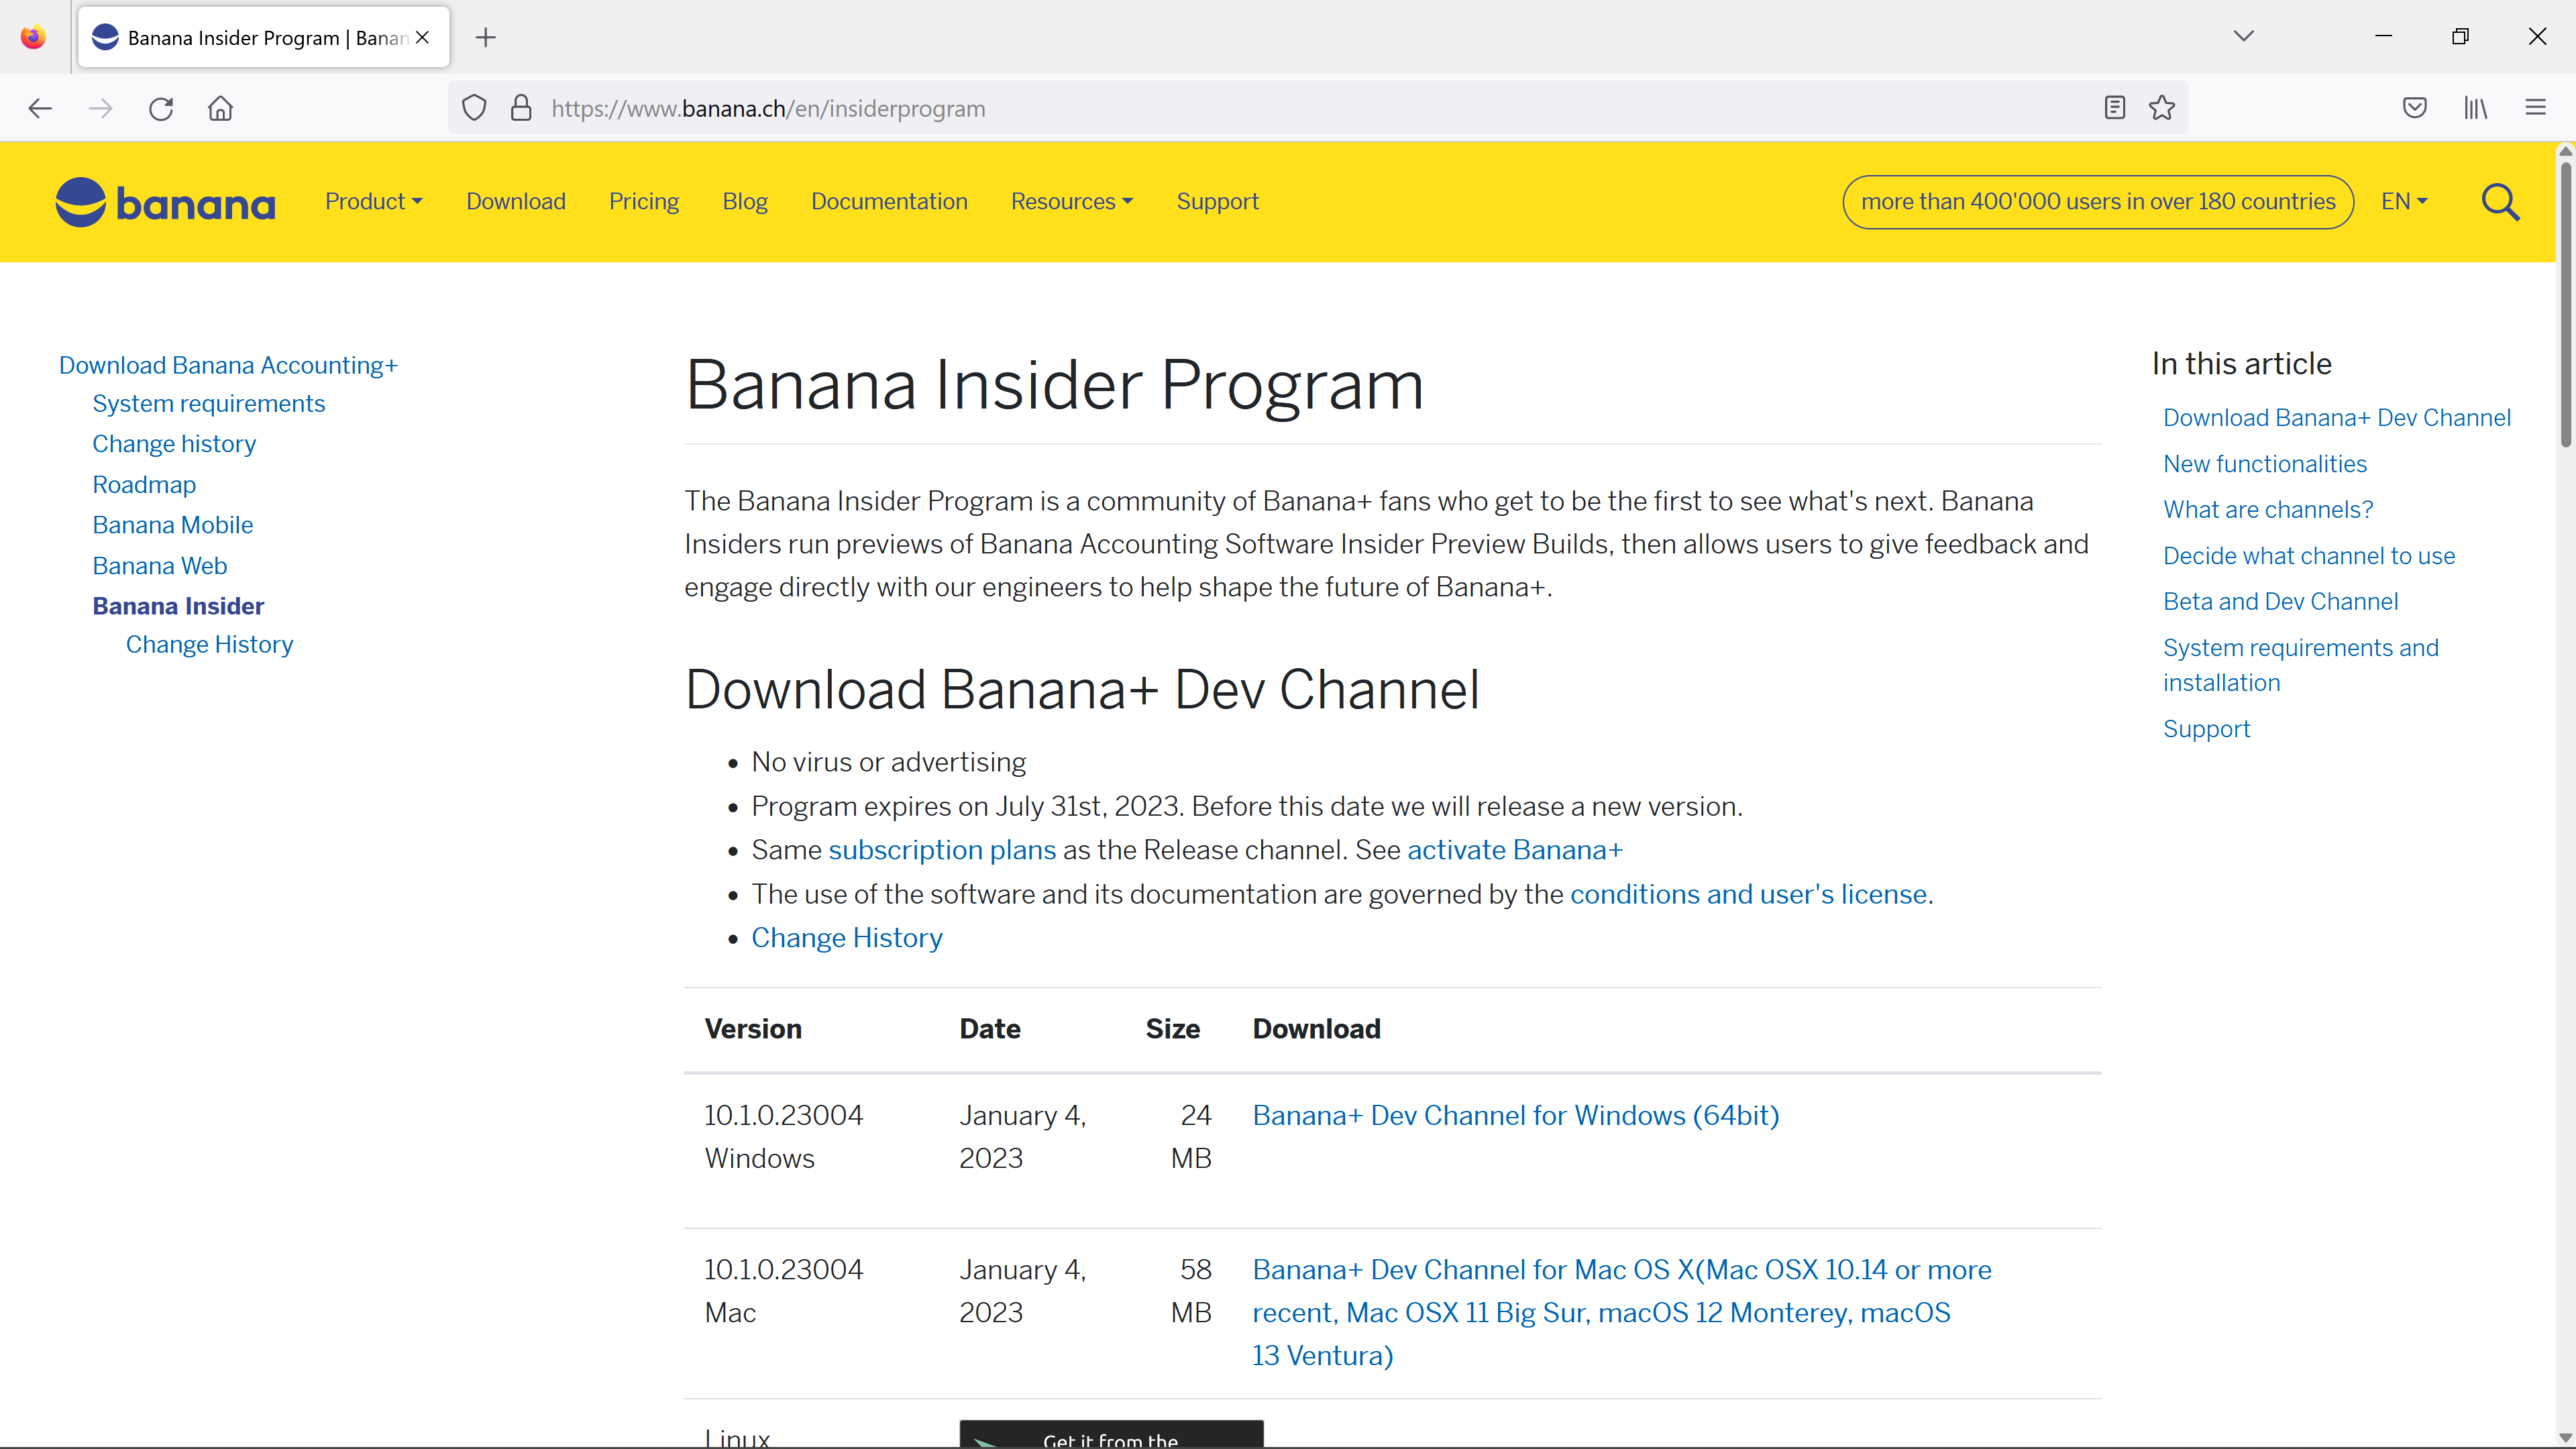 Banana Insider Program | Banan
https://www.banana.ch/en/insiderprogram
banana
Product
Download
Pricing
Blog
Documentation
Resources
Support
more than 400'000 users in over 180 countries
EN
Download Banana Accounting+
System requirements
Change history
Roadmap
Banana Mobile
Banana Web
Banana Insider
Change History
Banana Insider Program
The Banana Insider Program is a community of Banana+ fans who get to be the first to see what's next. Banana
Insiders run previews of Banana Accounting Software Insider Preview Builds, then allows users to give feedback and
engage directly with our engineers to help shape the future of Banana+.
Download Banana+ Dev Channel
No virus or advertising
Program expires on July 31st, 2023. Before this date we will release a new version.
Same subscription plans as the Release channel. See activate Banana+
The use of the software and its documentation are governed by the conditions and user's license.
Change History
Version Date Size Download
10.1.0.23004 January 4, 24 Banana+ Dev Channel for Windows (64bit)
Windows 2023 MB
10.1.0.23004 January 4, 58 Banana+ Dev Channel for Mac OS X(Mac OSX 10.14 or more
Mac 2023 MB recent, Mac OSX 11 Big Sur, macOS 12 Monterey, macOS
13 Ventura)
Linux Get it from the
In this article
Download Banana+ Dev Channel
New functionalities
What are channels?
Decide what channel to use
Beta and Dev Channel
System requirements and
installation
Support